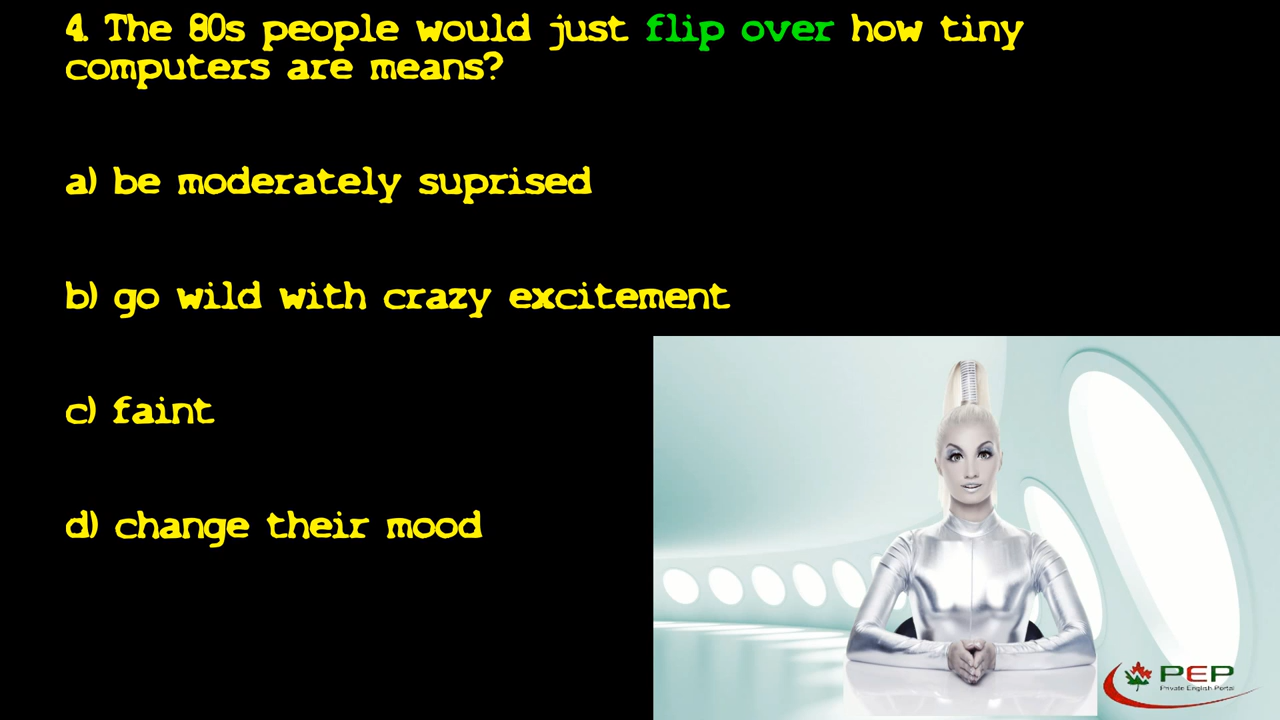 4. The 80s people would just flip over how tiny
computers are means?
a) be moderately suprised
b) go wild with crazy excitement
c) faint
d) change their mood
PEP
Private English Portal